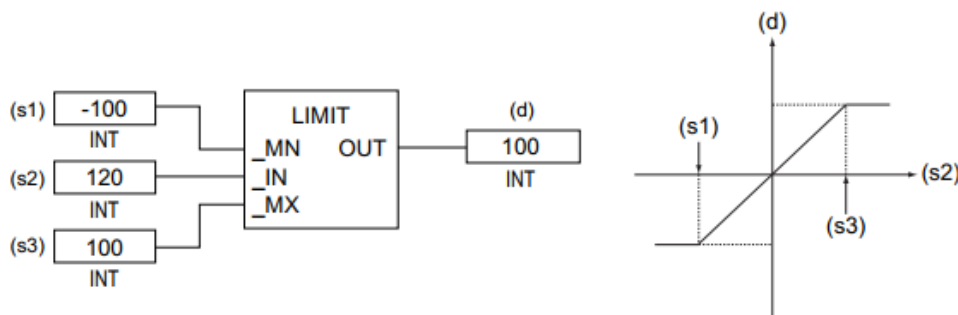 (s1) -100
INT
(s2) 120
INT
(s3) 100
INT
LIMIT
_MN OUT
_IN
_MX
(d)
100
INT
(d)
(s1)
(s2)
(s3)